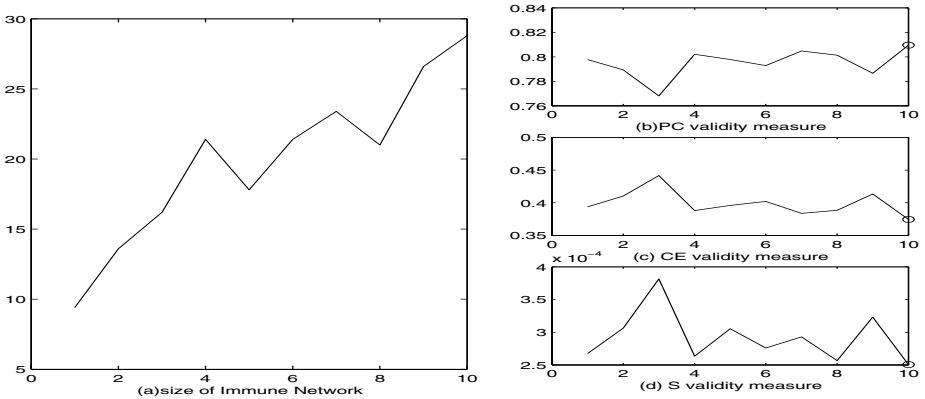 30
25
20
15
10
5
0 2 4 6 8 10
(a)size of Immune Network
0.84
0.82
0.8
0.78
0.76
0 2 4 6 8 10
(b)PC validity measure
0.5
0.45
0.4
0.35
0 2 4 6 8 10
(c) CE validity measure
x 10⁻⁴
4
3.5
3
2.5
0 2 4 6 8 10
(d) S validity measure